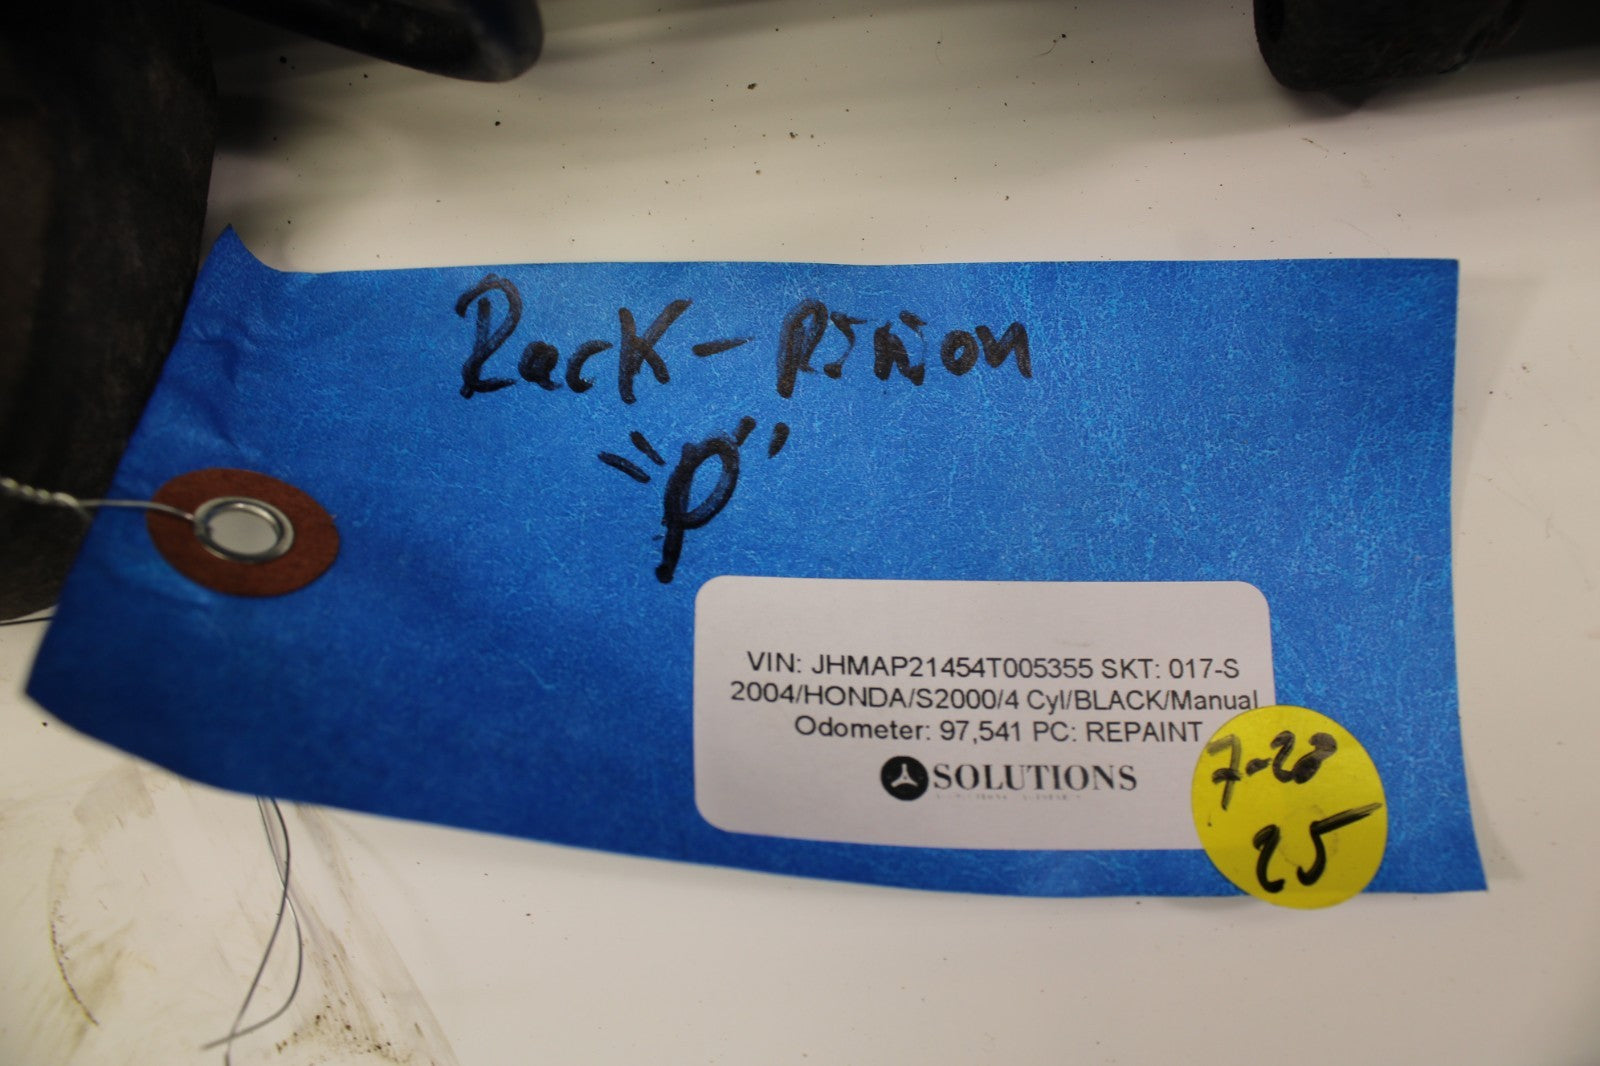 Rack-Pinion
"P"
VIN: JHMAP21454T005355 SKT: 017-S
2004/HONDA/S2000/4 Cyl/BLACK/Manual
Odometer: 97,541 PC: REPAINT
SOLUTIONS
7-28
25